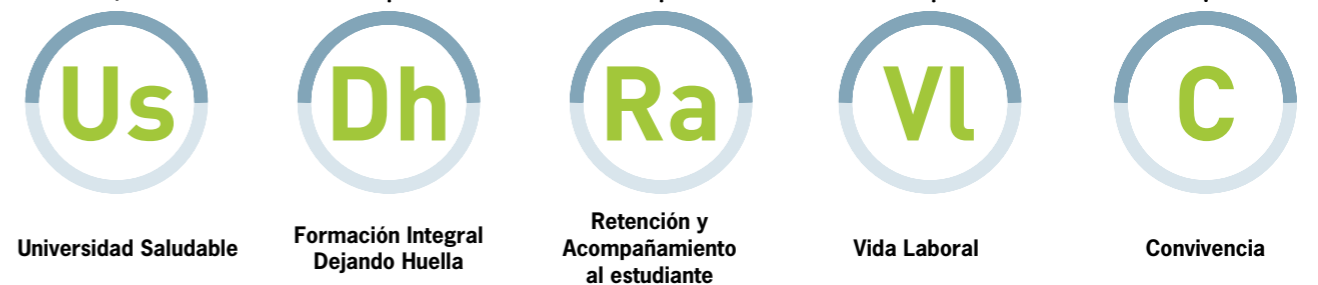 Us
Dh
Ra
Vl
C
Universidad Saludable
Formación Integral
Dejando Huella
Retención y
Acompañamiento
al estudiante
Vida Laboral
Convivencia